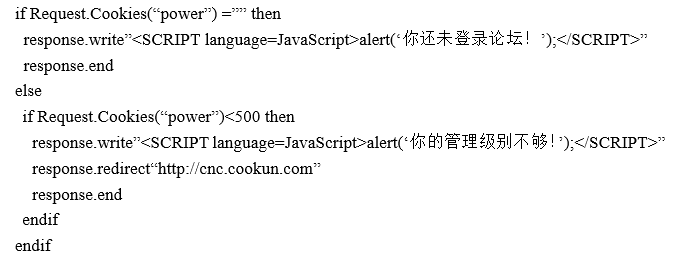 if Request.Cookies(“power”) =”” then
response.write”<SCRIPT language=JavaScript>alert(‘你还未登录论坛！’);</SCRIPT>”
response.end
else
if Request.Cookies(“power”)<500 then
response.write”<SCRIPT language=JavaScript>alert(‘你的管理级别不够!’);</SCRIPT>”
response.redirect“http://cnc.cookun.com”
response.end
endif
endif